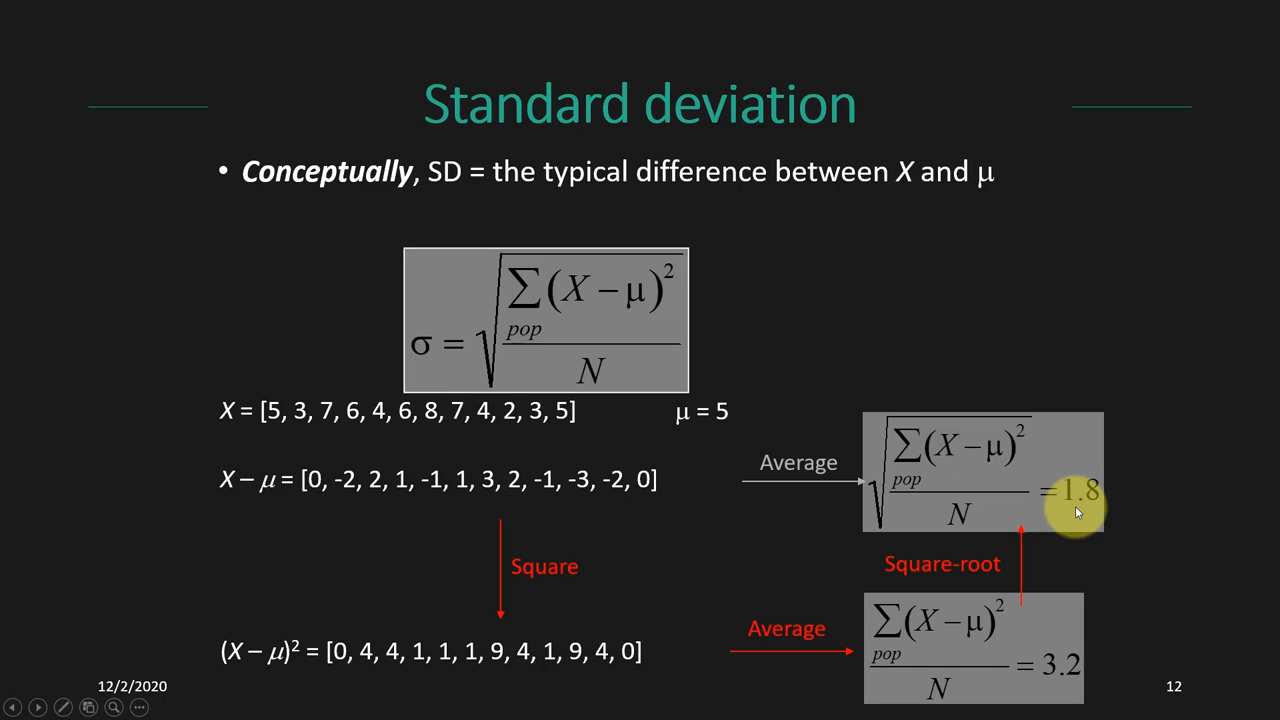 Standard deviation
• Conceptually, SD = the typical difference between X and μ
σ = √(∑pop (X − μ)² / N)
X = [5, 3, 7, 6, 4, 6, 8, 7, 4, 2, 3, 5] μ = 5
X – μ = [0, -2, 2, 1, -1, 1, 3, 2, -1, -3, -2, 0]
Average
√(∑pop (X − μ)² / N) = 1.8
Square
Square-root
(X – μ)² = [0, 4, 4, 1, 1, 1, 9, 4, 1, 9, 4, 0]
Average
∑pop (X − μ)² / N = 3.2
12/2/2020
12